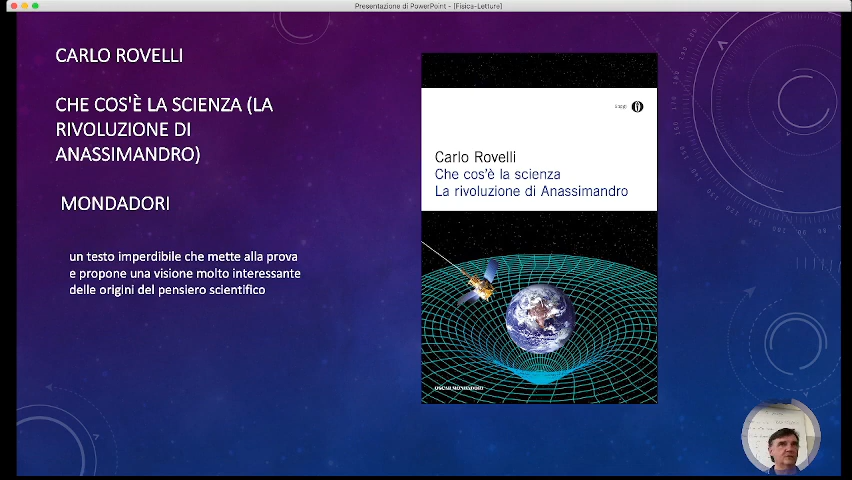 Presentazione di PowerPoint - [Fisica-Letture]
CARLO ROVELLI
CHE COS'È LA SCIENZA (LA
RIVOLUZIONE DI
ANASSIMANDRO)
MONDADORI
un testo imperdibile che mette alla prova
e propone una visione molto interessante
delle origini del pensiero scientifico
Saggi
Carlo Rovelli
Che cos'è la scienza
La rivoluzione di Anassimandro
OSCAR MONDADORI